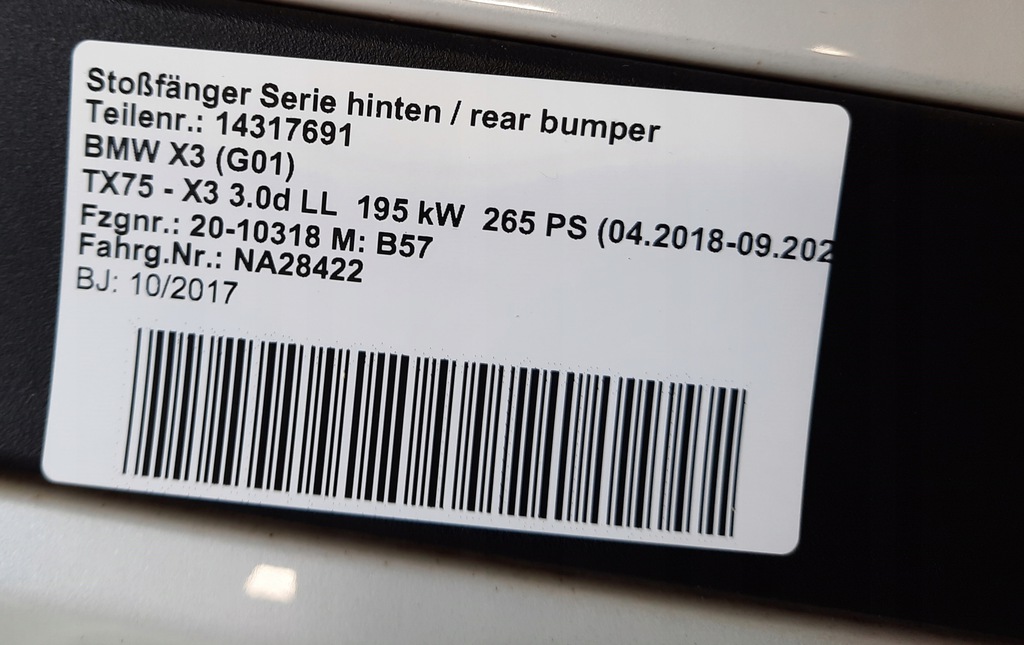 Stoßfänger Serie hinten / rear bumper
Teilenr.: 14317691
BMW X3 (G01)
TX75 - X3 3.0d LL 195 kW 265 PS (04.2018-09.202
Fzgnr.: 20-10318 M: B57
Fahrg.Nr.: NA28422
BJ: 10/2017